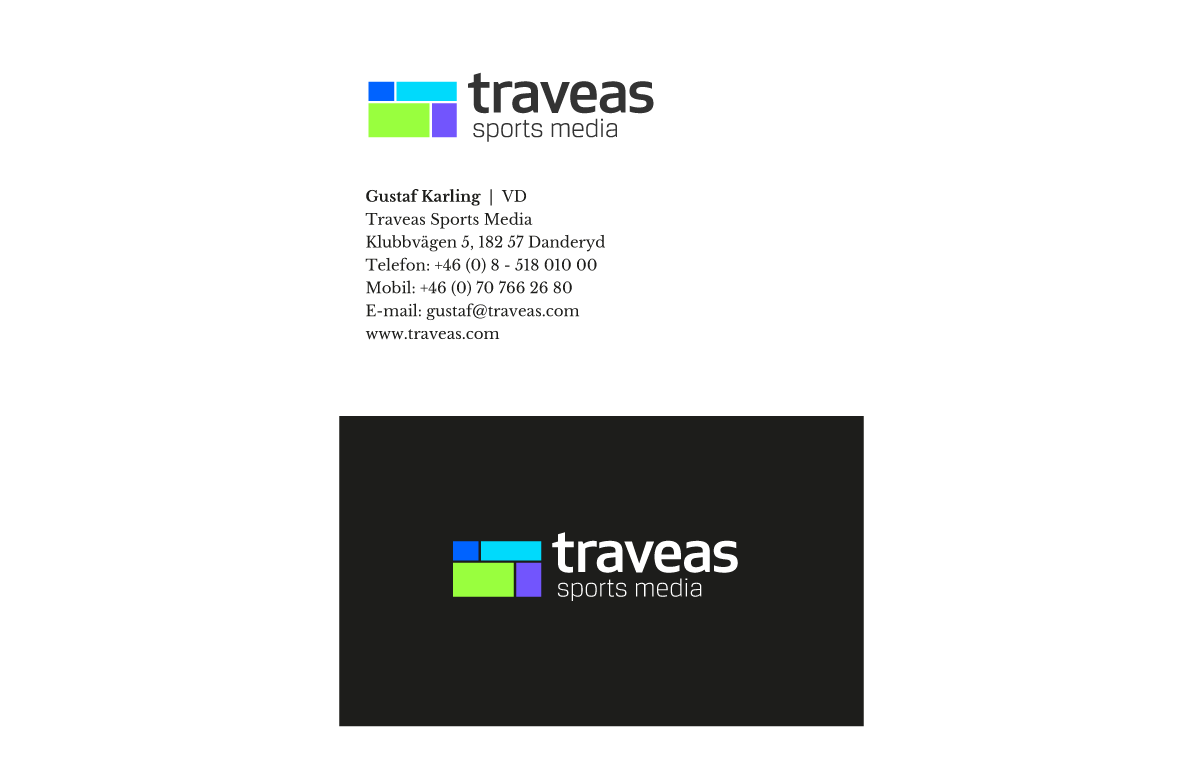 traveas
sports media
Gustaf Karling | VD
Traveas Sports Media
Klubbvägen 5, 182 57 Danderyd
Telefon: +46 (0) 8 - 518 010 00
Mobil: +46 (0) 70 766 26 80
E-mail: gustaf@traveas.com
www.traveas.com
traveas
sports media